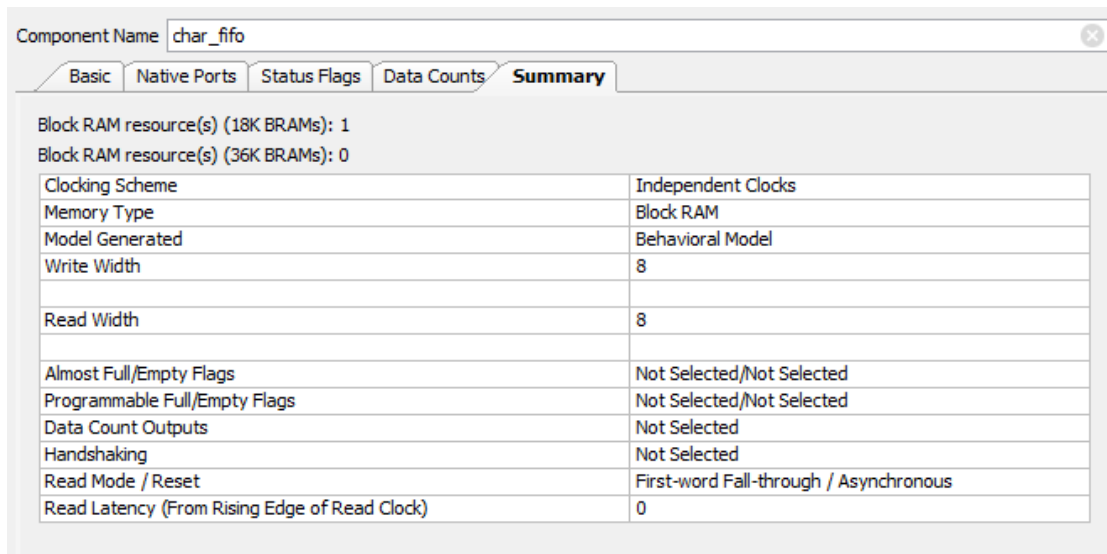 Component Name char_fifo
Basic Native Ports Status Flags Data Counts Summary
Block RAM resource(s) (18K BRAMs): 1
Block RAM resource(s) (36K BRAMs): 0
Clocking Scheme Independent Clocks
Memory Type Block RAM
Model Generated Behavioral Model
Write Width 8
Read Width 8
Almost Full/Empty Flags Not Selected/Not Selected
Programmable Full/Empty Flags Not Selected/Not Selected
Data Count Outputs Not Selected
Handshaking Not Selected
Read Mode / Reset First-word Fall-through / Asynchronous
Read Latency (From Rising Edge of Read Clock) 0